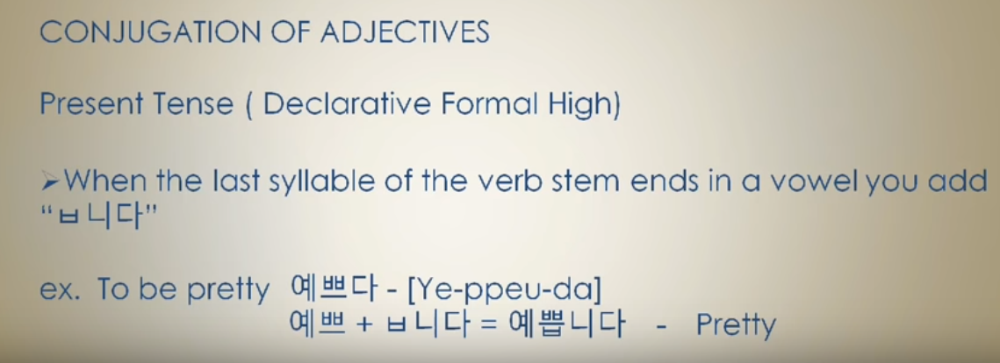 CONJUGATION OF ADJECTIVES
Present Tense ( Declarative Formal High)
➢When the last syllable of the verb stem ends in a vowel you add
“ㅂ니다”
ex. To be pretty 예쁘다 - [Ye-ppeu-da]
예쁘 + ㅂ니다 = 예쁩니다 - Pretty